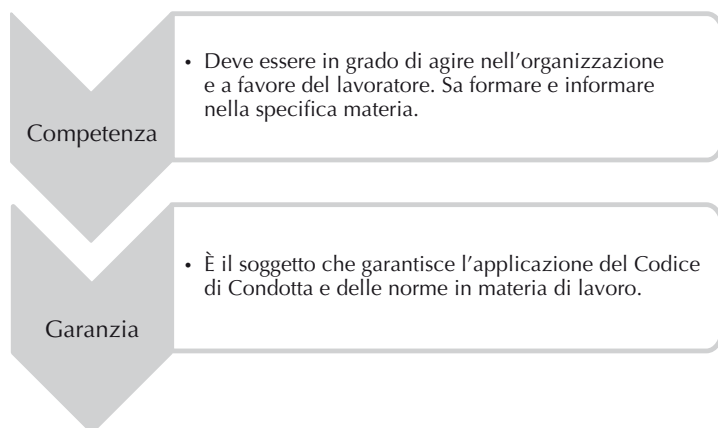 Competenza
• Deve essere in grado di agire nell'organizzazione
e a favore del lavoratore. Sa formare e informare
nella specifica materia.
Garanzia
• È il soggetto che garantisce l'applicazione del Codice
di Condotta e delle norme in materia di lavoro.